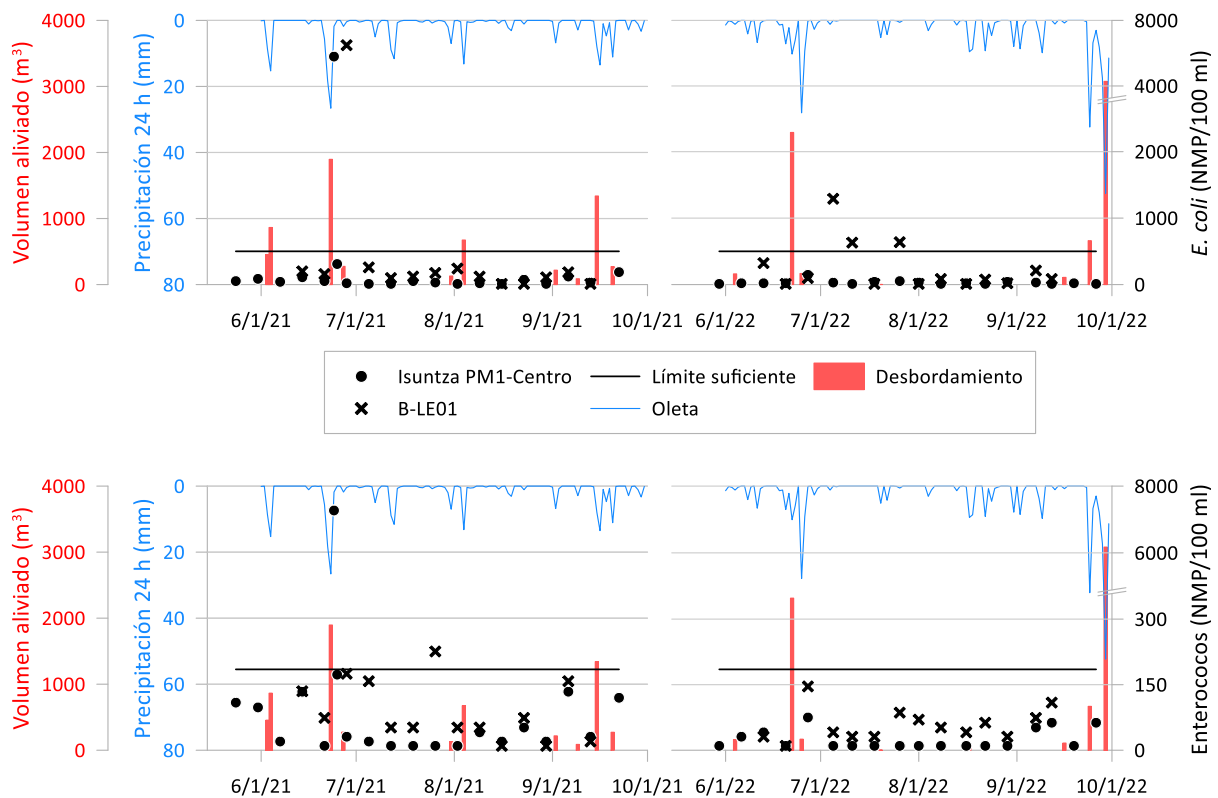 Volumen aliviado (m³)
4000
3000
2000
1000
0
Precipitación 24 h (mm)
0
20
40
60
80
8000
4000
2000
1000
0
E. coli (NMP/100 ml)
6/1/21 7/1/21 8/1/21 9/1/21 10/1/21
6/1/22 7/1/22 8/1/22 9/1/22 10/1/22
Isuntza PM1-Centro Límite suficiente Desbordamiento
B-LE01 Oleta
Volumen aliviado (m³)
4000
3000
2000
1000
0
Precipitación 24 h (mm)
0
20
40
60
80
8000
6000
300
150
0
Enterococos (NMP/100 ml)
6/1/21 7/1/21 8/1/21 9/1/21 10/1/21
6/1/22 7/1/22 8/1/22 9/1/22 10/1/22